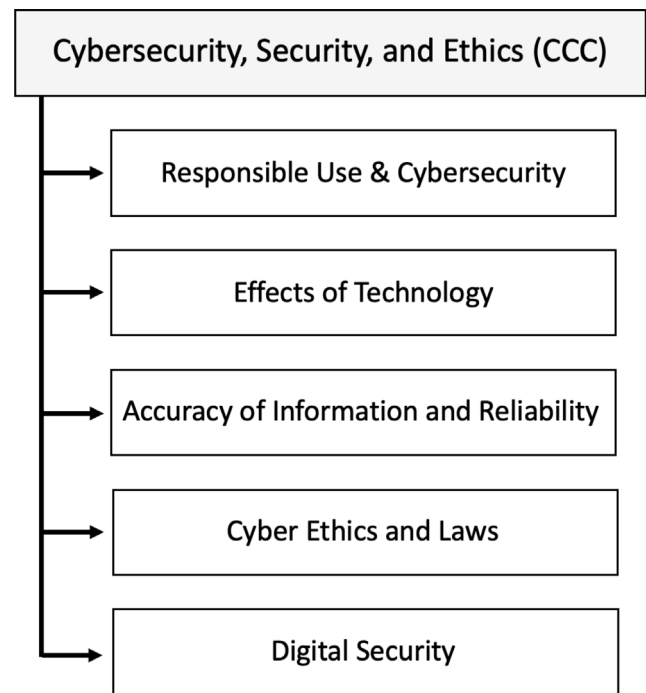 Cybersecurity, Security, and Ethics (CCC)
Responsible Use & Cybersecurity
Effects of Technology
Accuracy of Information and Reliability
Cyber Ethics and Laws
Digital Security